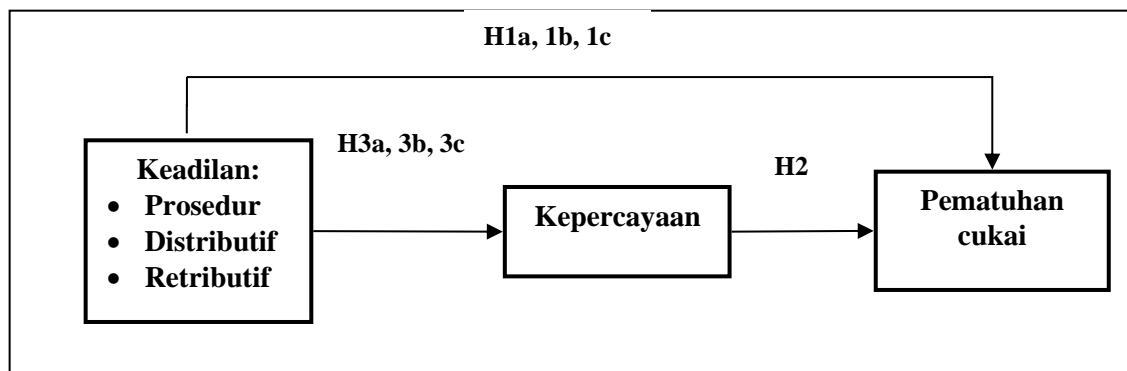 H1a, 1b, 1c
H3a, 3b, 3c
H2
Keadilan:
• Prosedur
• Distributif
• Retributif
Kepercayaan
Pematuhan
cukai